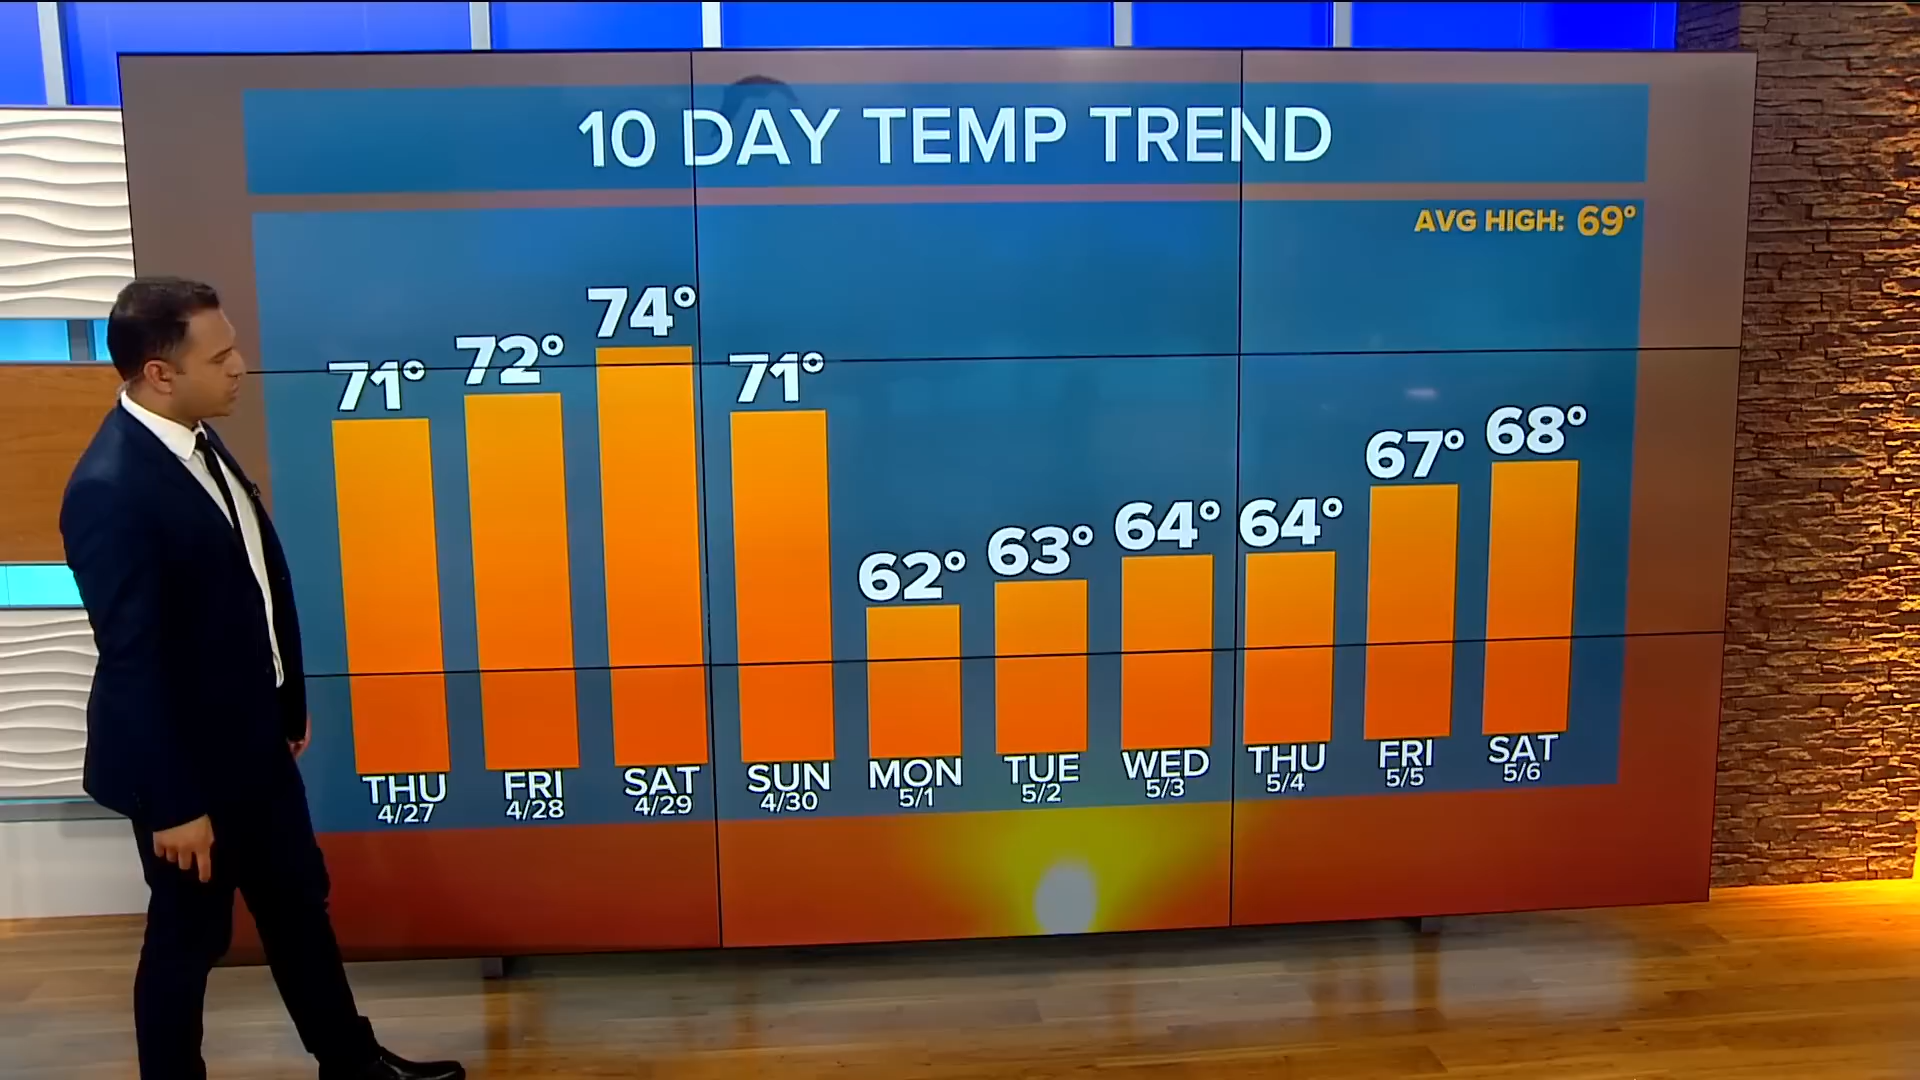 10 DAY TEMP TREND
AVG HIGH: 69°
71° 72° 74° 71° 62° 63° 64° 64° 67° 68°
THU FRI SAT SUN MON TUE WED THU FRI SAT
4/27 4/28 4/29 4/30 5/1 5/2 5/3 5/4 5/5 5/6